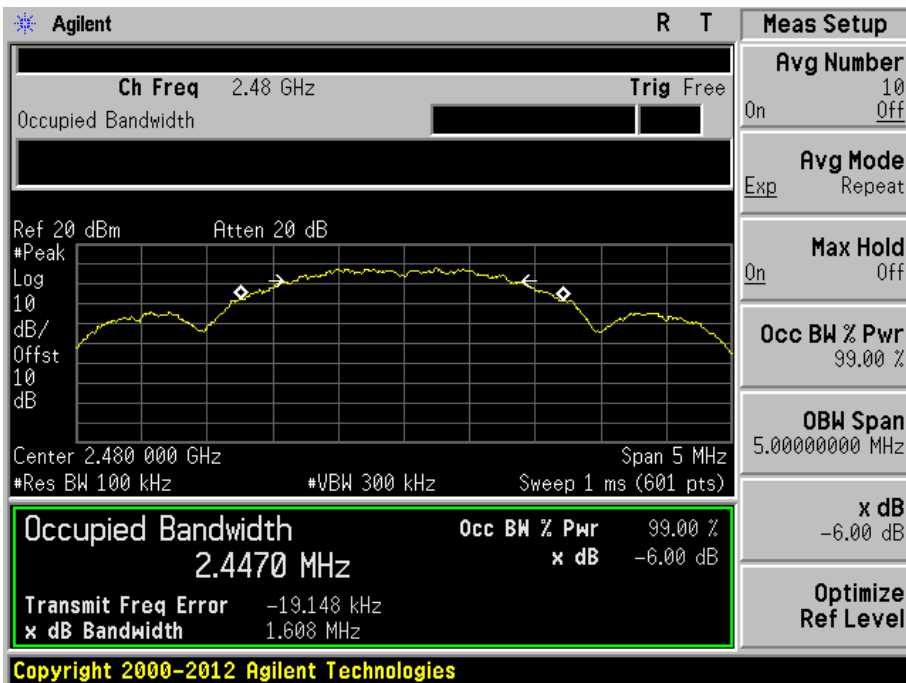 Agilent R T
Ch Freq 2.48 GHz Trig Free
Occupied Bandwidth
Ref 20 dBm Atten 20 dB
#Peak
Log
10
dB/
Offst
10
dB
Center 2.480 000 GHz Span 5 MHz
#Res BW 100 kHz #VBW 300 kHz Sweep 1 ms (601 pts)
Occupied Bandwidth
2.4470 MHz
Occ BW % Pwr 99.00 %
x dB -6.00 dB
Transmit Freq Error -19.148 kHz
x dB Bandwidth 1.608 MHz
Copyright 2000-2012 Agilent Technologies
Meas Setup
Avg Number
10
On Off
Avg Mode
Exp Repeat
Max Hold
On Off
Occ BW % Pwr
99.00 %
OBW Span
5.00000000 MHz
x dB
-6.00 dB
Optimize
Ref Level